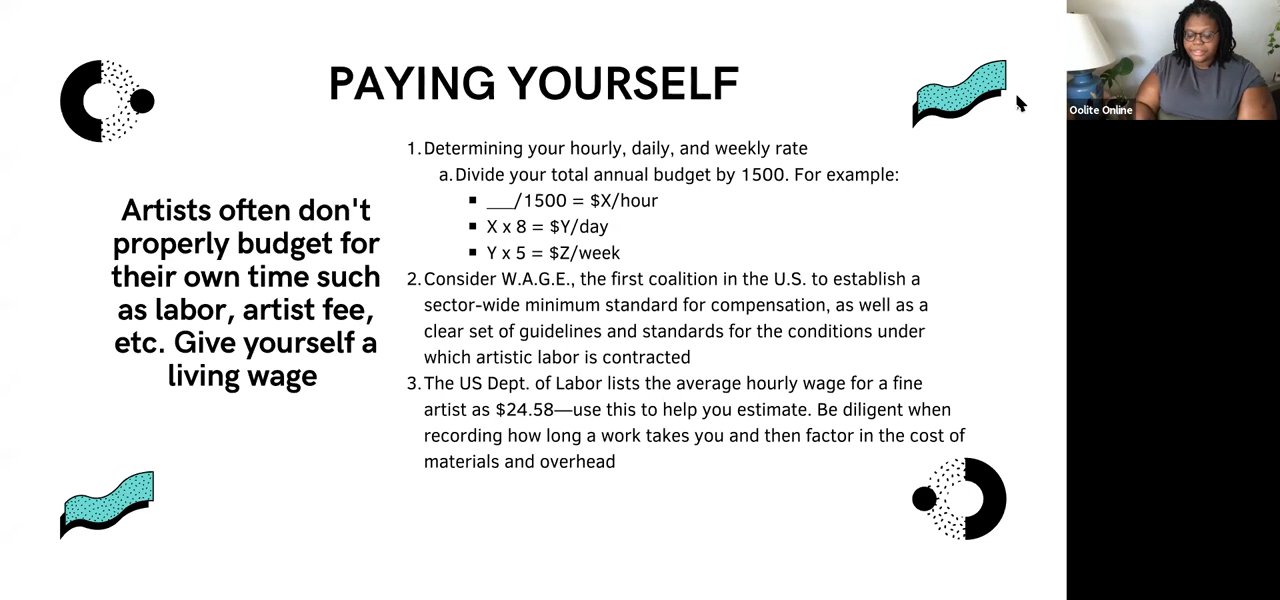 PAYING YOURSELF
Artists often don't
properly budget for
their own time such
as labor, artist fee,
etc. Give yourself a
living wage
1. Determining your hourly, daily, and weekly rate
a. Divide your total annual budget by 1500. For example:
▪ ___/1500 = $X/hour
▪ X x 8 = $Y/day
▪ Y x 5 = $Z/week
2. Consider W.A.G.E., the first coalition in the U.S. to establish a
sector-wide minimum standard for compensation, as well as a
clear set of guidelines and standards for the conditions under
which artistic labor is contracted
3. The US Dept. of Labor lists the average hourly wage for a fine
artist as $24.58—use this to help you estimate. Be diligent when
recording how long a work takes you and then factor in the cost of
materials and overhead
Oolite Online